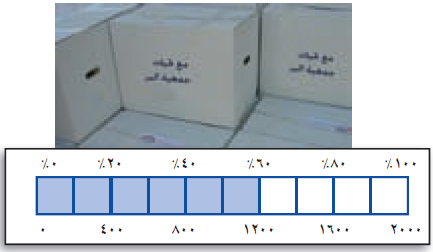 مع تحيات
جمعية البر
مع تحيات
جمعية البر
٪٠ ٪٢٠ ٪٤٠ ٪٦٠ ٪٨٠ ٪١٠٠
٠ ٤٠٠ ٨٠٠ ١٢٠٠ ١٦٠٠ ٢٠٠٠